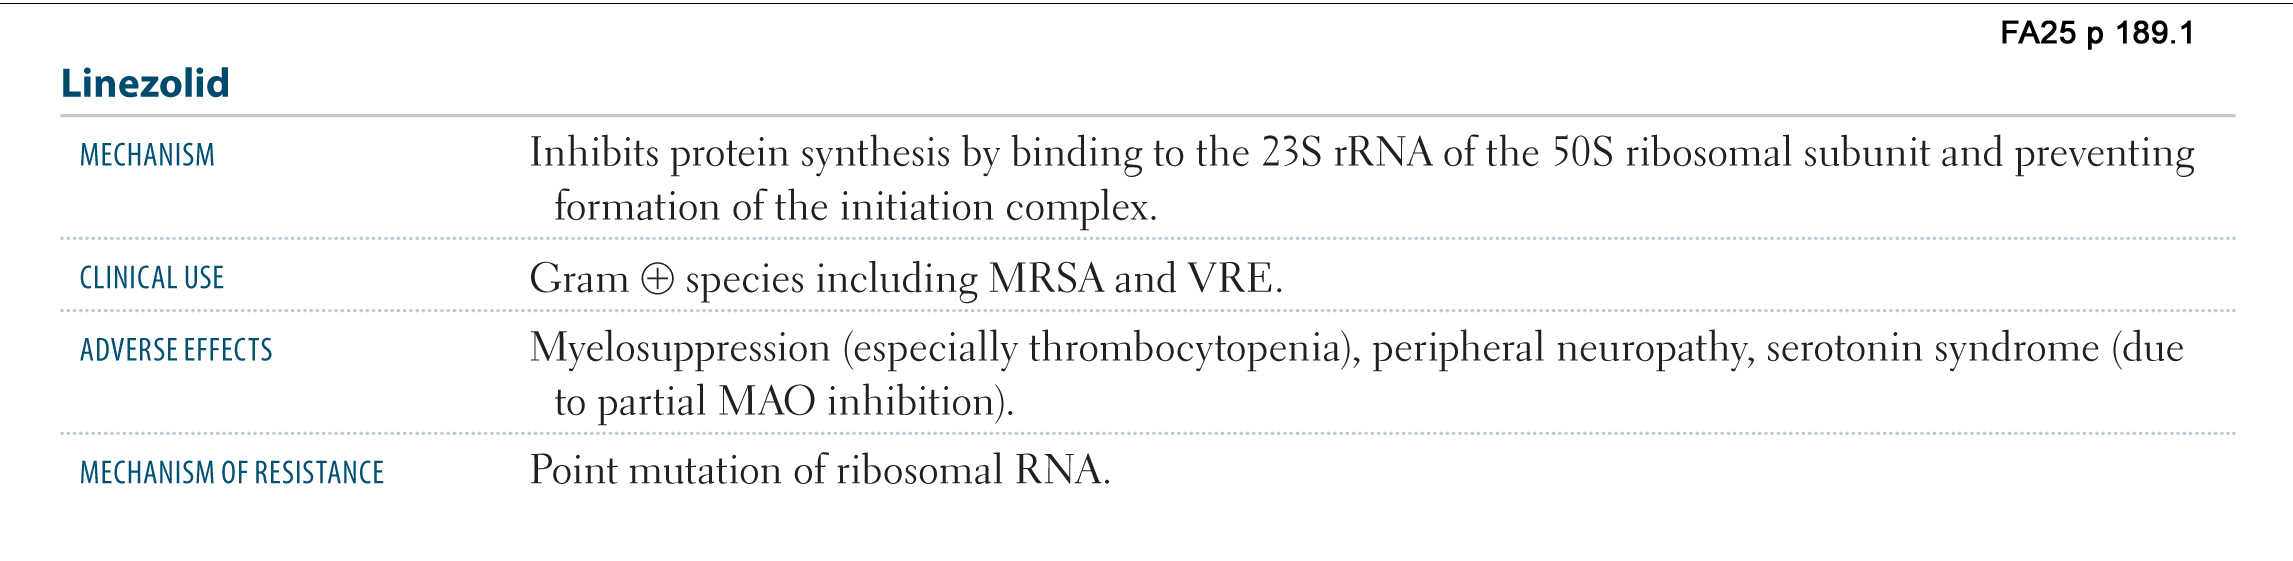 FA25 p 189.1
Linezolid
MECHANISM Inhibits protein synthesis by binding to the 23S rRNA of the 50S ribosomal subunit and preventing
formation of the initiation complex.
CLINICAL USE Gram ⊕ species including MRSA and VRE.
ADVERSE EFFECTS Myelosuppression (especially thrombocytopenia), peripheral neuropathy, serotonin syndrome (due
to partial MAO inhibition).
MECHANISM OF RESISTANCE Point mutation of ribosomal RNA.